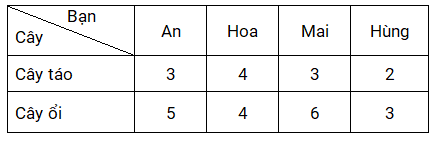 Bạn
Cây An Hoa Mai Hùng
Cây táo 3 4 3 2
Cây ổi 5 4 6 3